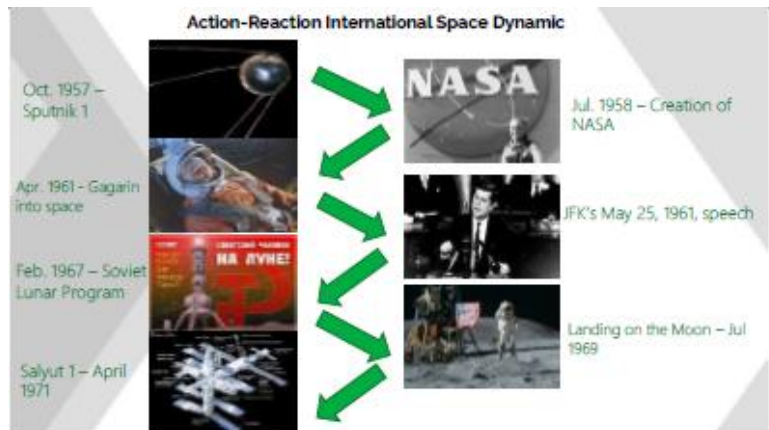 Action-Reaction International Space Dynamic
Oct. 1957 –
Sputnik 1
NASA
Jul. 1958 – Creation of
NASA
Apr. 1961 - Gagarin
into space
JFK's May 25, 1961, speech
Feb. 1967 – Soviet
Lunar Program
СОВЕТСКИЙ ЧЕЛОВЕК
НА ЛУНЕ!
Landing on the Moon – Jul
1969
Salyut 1 – April
1971